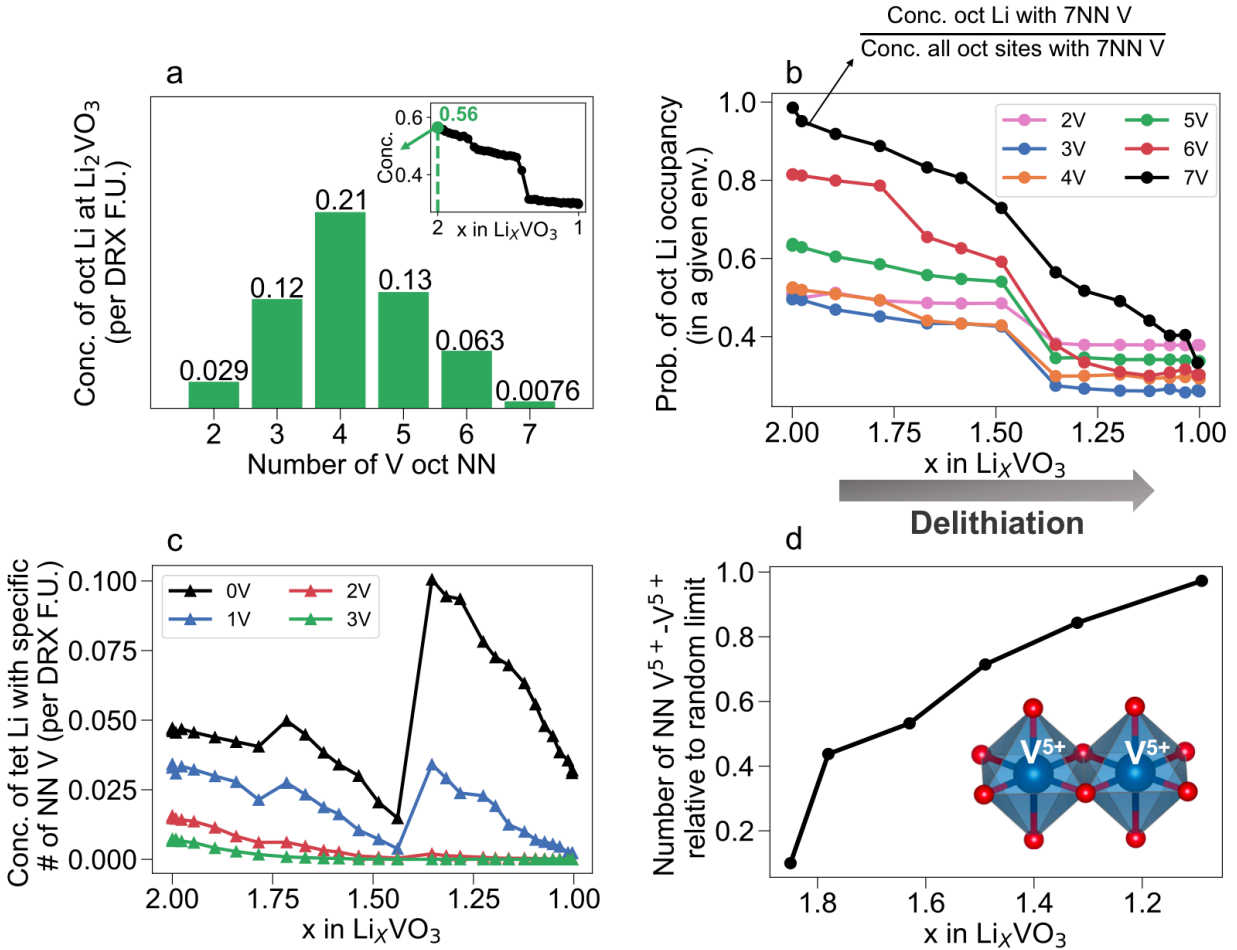 a
Conc. of oct Li at Li₂VO₃
(per DRX F.U.)
0.029
0.12
0.21
0.13
0.063
0.0076
2
3
4
5
6
7
Number of V oct NN
0.56
0.6
0.4
Conc.
2
1
x in LiₓVO₃
Conc. oct Li with 7NN V
Conc. all oct sites with 7NN V
b
Prob. of oct Li occupancy
(in a given env.)
1.0
0.8
0.6
0.4
2V
3V
4V
5V
6V
7V
2.00
1.75
1.50
1.25
1.00
x in LiₓVO₃
Delithiation
c
Conc. of tet Li with specific
# of NN V (per DRX F.U.)
0.100
0.075
0.050
0.025
0.000
0V
1V
2V
3V
2.00
1.75
1.50
1.25
1.00
x in LiₓVO₃
d
Number of NN V⁵⁺-V⁵⁺
relative to random limit
1.0
0.8
0.6
0.4
0.2
V⁵⁺
V⁵⁺
1.8
1.6
1.4
1.2
x in LiₓVO₃